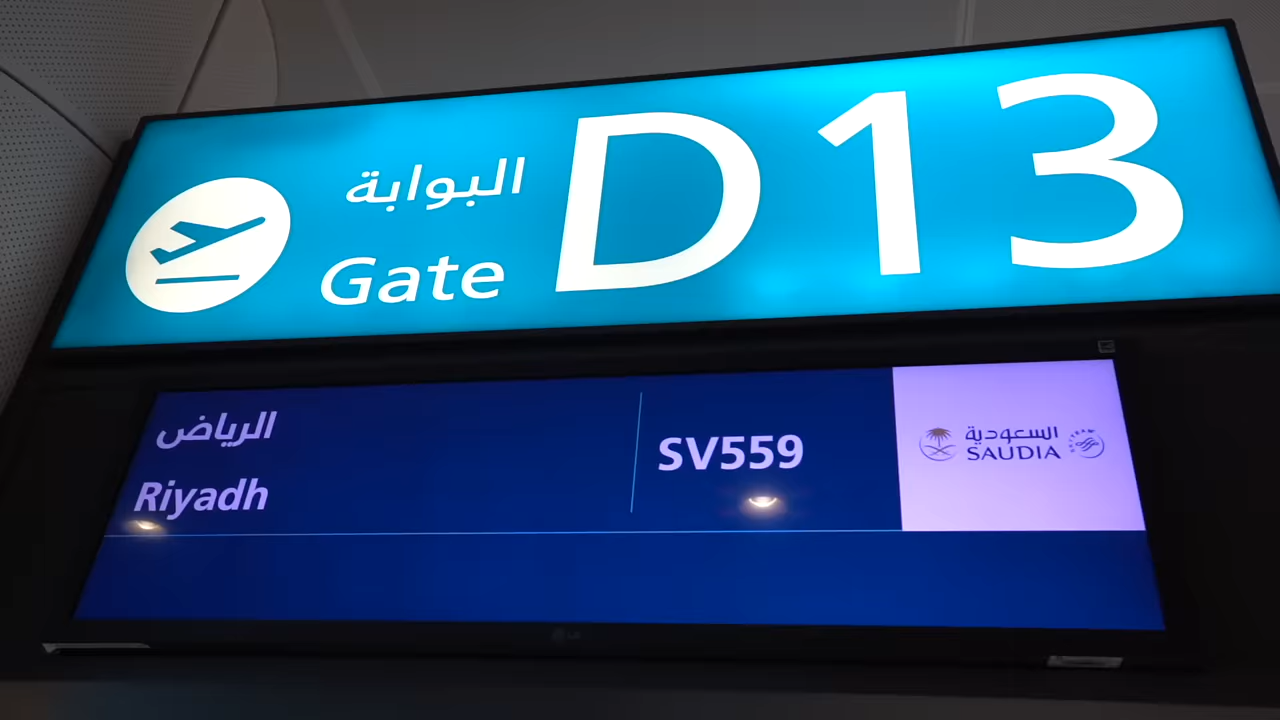 البوابة
Gate
D13
الرياض
Riyadh
SV559
السعودية
SAUDIA